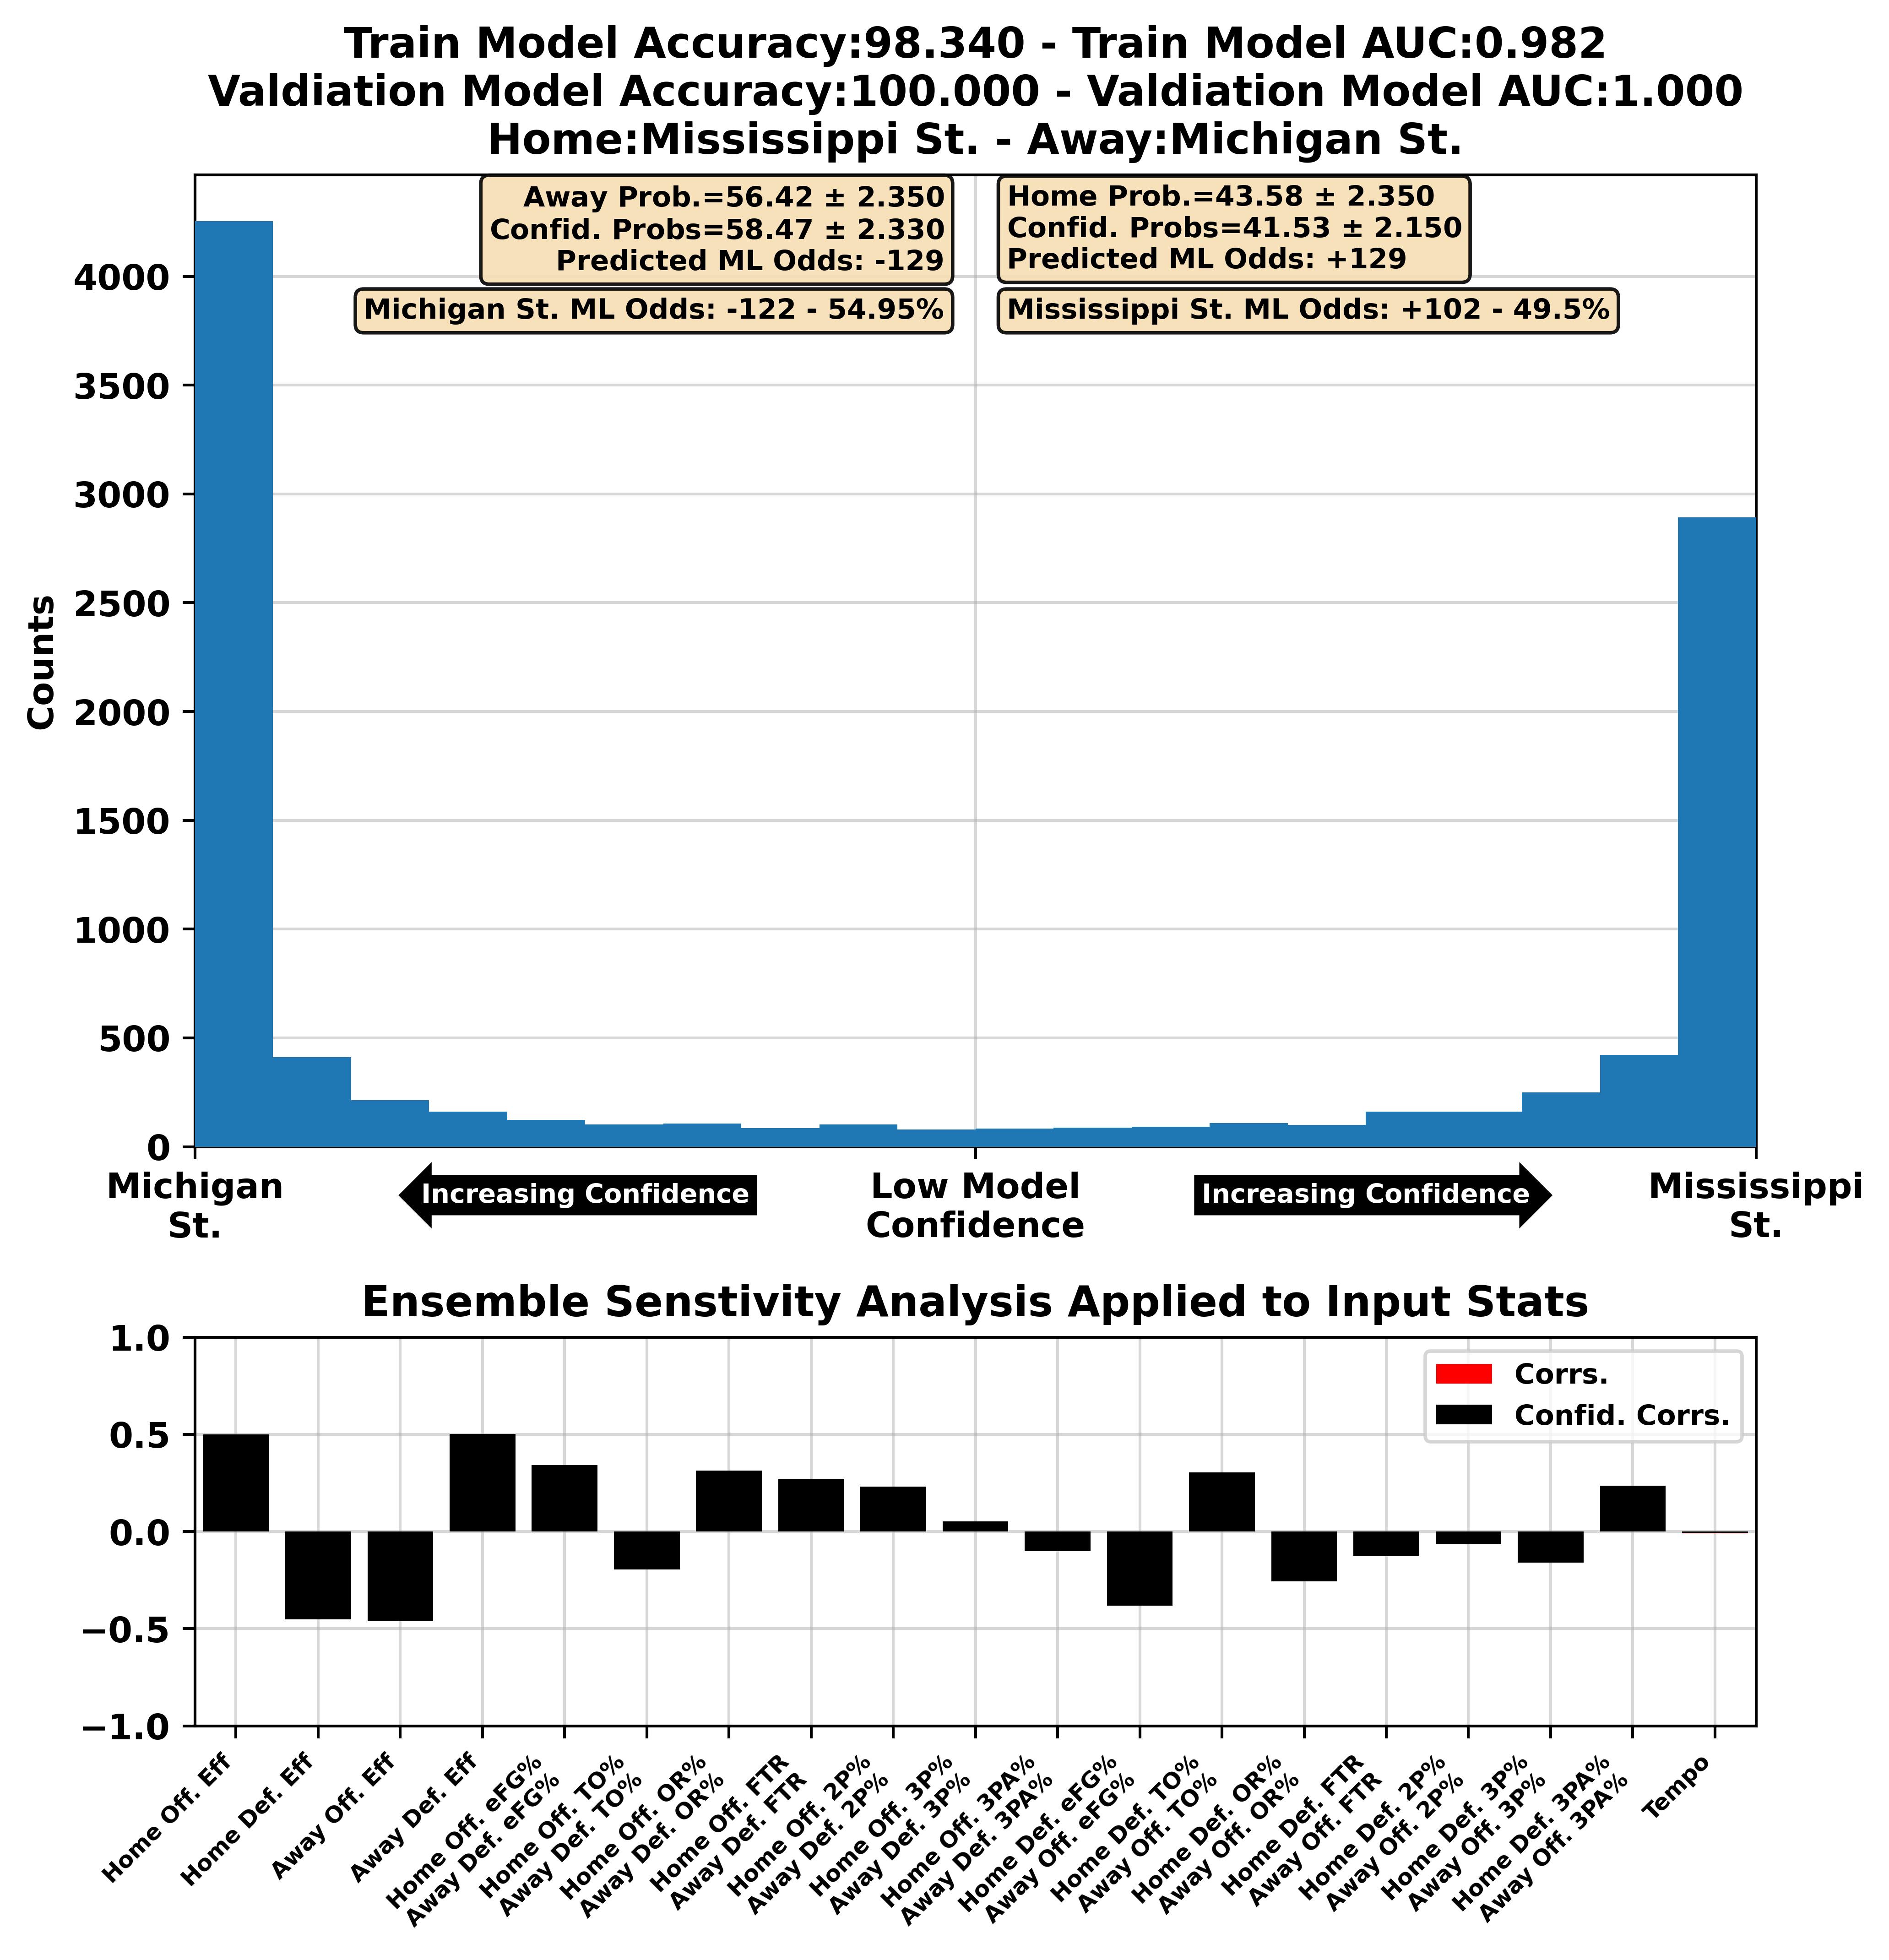 Train Model Accuracy:98.340 - Train Model AUC:0.982
Valdiation Model Accuracy:100.000 - Valdiation Model AUC:1.000
Home:Mississippi St. - Away:Michigan St.
Away Prob.=56.42 ± 2.350
Confid. Probs=58.47 ± 2.330
Predicted ML Odds: -129
Home Prob.=43.58 ± 2.350
Confid. Probs=41.53 ± 2.150
Predicted ML Odds: +129
Michigan St. ML Odds: -122 - 54.95%
Mississippi St. ML Odds: +102 - 49.5%
Counts
4000
3500
3000
2500
2000
1500
1000
500
0
Michigan
St.
Increasing Confidence
Low Model
Confidence
Increasing Confidence
Mississippi
St.
Ensemble Senstivity Analysis Applied to Input Stats
1.0
0.5
0.0
−0.5
−1.0
Corrs.
Confid. Corrs.
Home Off. Eff
Home Def. Eff
Away Off. Eff
Away Def. Eff
Home Off. eFG%
Away Def. eFG%
Home Off. TO%
Away Def. TO%
Home Off. OR%
Away Def. OR%
Home Off. FTR
Away Def. FTR
Home Off. 2P%
Away Def. 2P%
Home Off. 3P%
Away Def. 3P%
Home Off. 3PA%
Away Def. 3PA%
Home Def. eFG%
Away Off. eFG%
Home Def. TO%
Away Off. TO%
Home Def. OR%
Away Off. OR%
Home Def. FTR
Away Off. FTR
Home Def. 2P%
Away Off. 2P%
Home Def. 3P%
Away Off. 3P%
Home Def. 3PA%
Away Off. 3PA%
Tempo